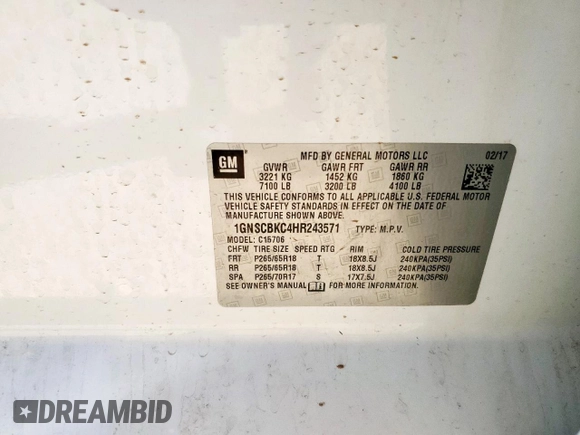 GM
MFD BY GENERAL MOTORS LLC 02/17
GVWR GAWR FRT GAWR RR
3221 KG 1452 KG 1860 KG
7100 LB 3200 LB 4100 LB
THIS VEHICLE CONFORMS TO ALL APPLICABLE U.S. FEDERAL MOTOR
VEHICLE SAFETY STANDARDS IN EFFECT ON THE DATE OF
MANUFACTURE SHOWN ABOVE.
1GNSCBKC4HR243571 TYPE: M.P.V.
MODEL: C15706
CHFW TIRE SIZE SPEED RTG RIM COLD TIRE PRESSURE
FRT P265/65R18 T 18X8.5J 240KPA(35PSI)
RR P265/65R18 T 18X8.5J 240KPA(35PSI)
SPA P265/70R17 S 17X7.5J 240KPA(35PSI)
SEE OWNER'S MANUAL FOR MORE INFORMATION.
DREAMBID